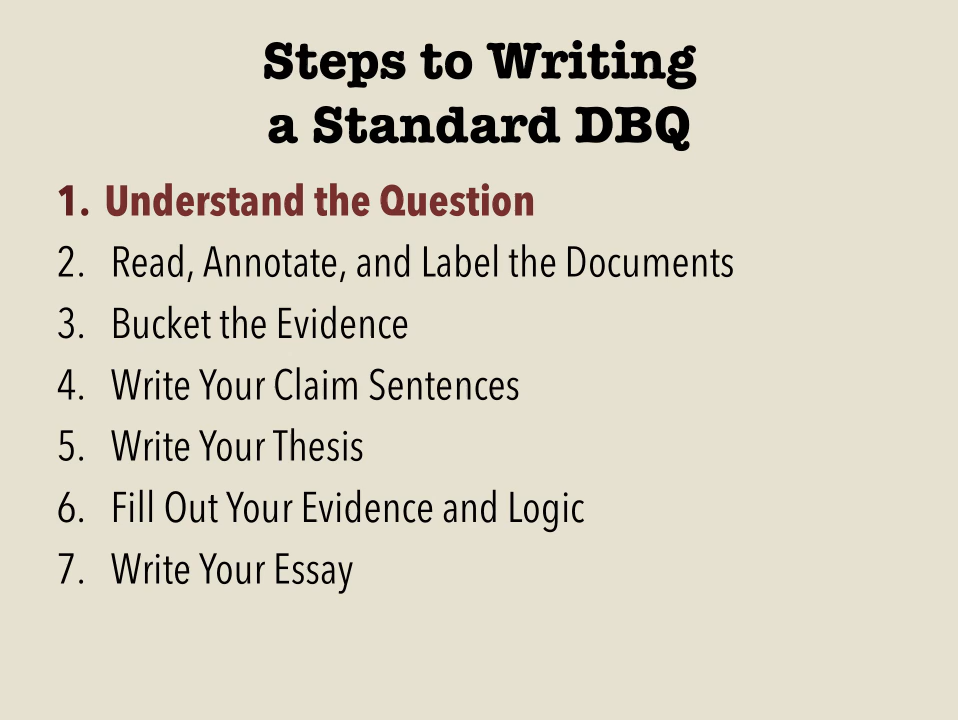 Steps to Writing
a Standard DBQ
1. Understand the Question
2. Read, Annotate, and Label the Documents
3. Bucket the Evidence
4. Write Your Claim Sentences
5. Write Your Thesis
6. Fill Out Your Evidence and Logic
7. Write Your Essay